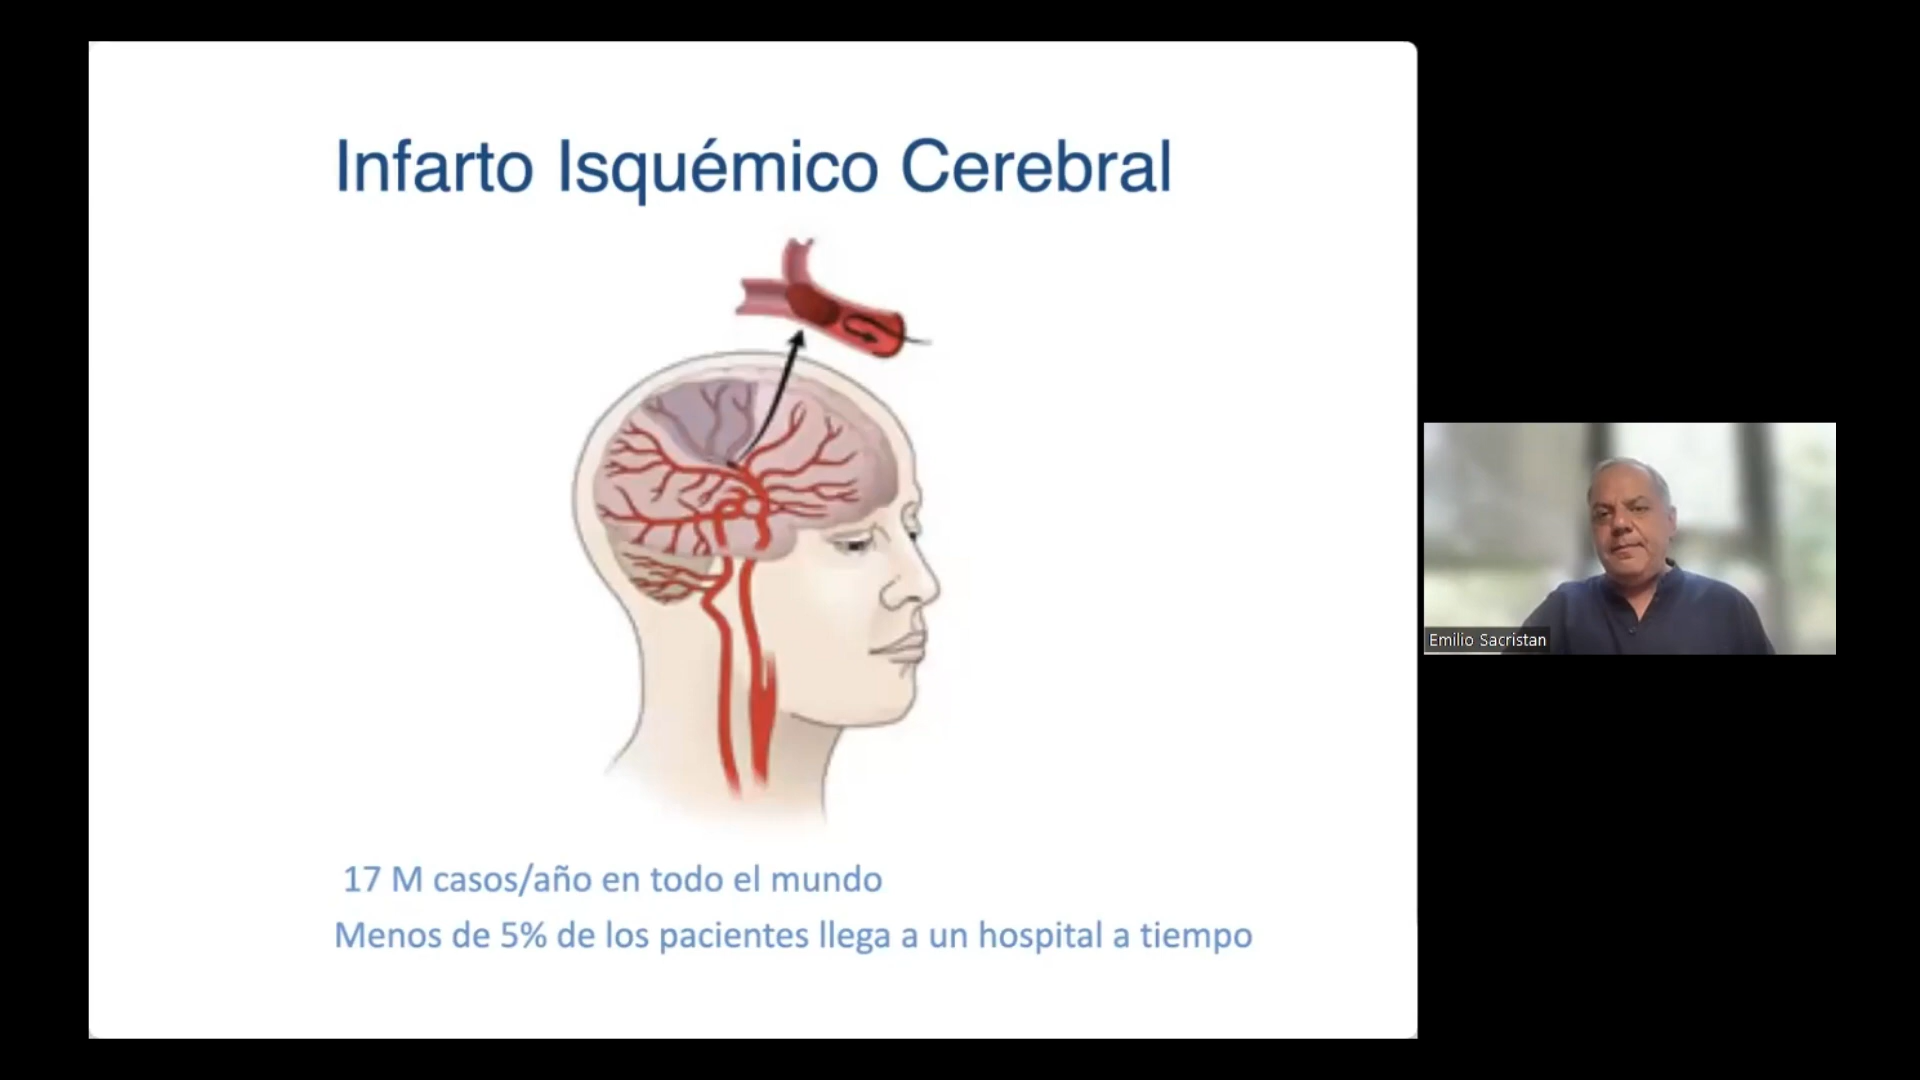 Infarto Isquémico Cerebral
17 M casos/año en todo el mundo
Menos de 5% de los pacientes llega a un hospital a tiempo
Emilio Sacristan